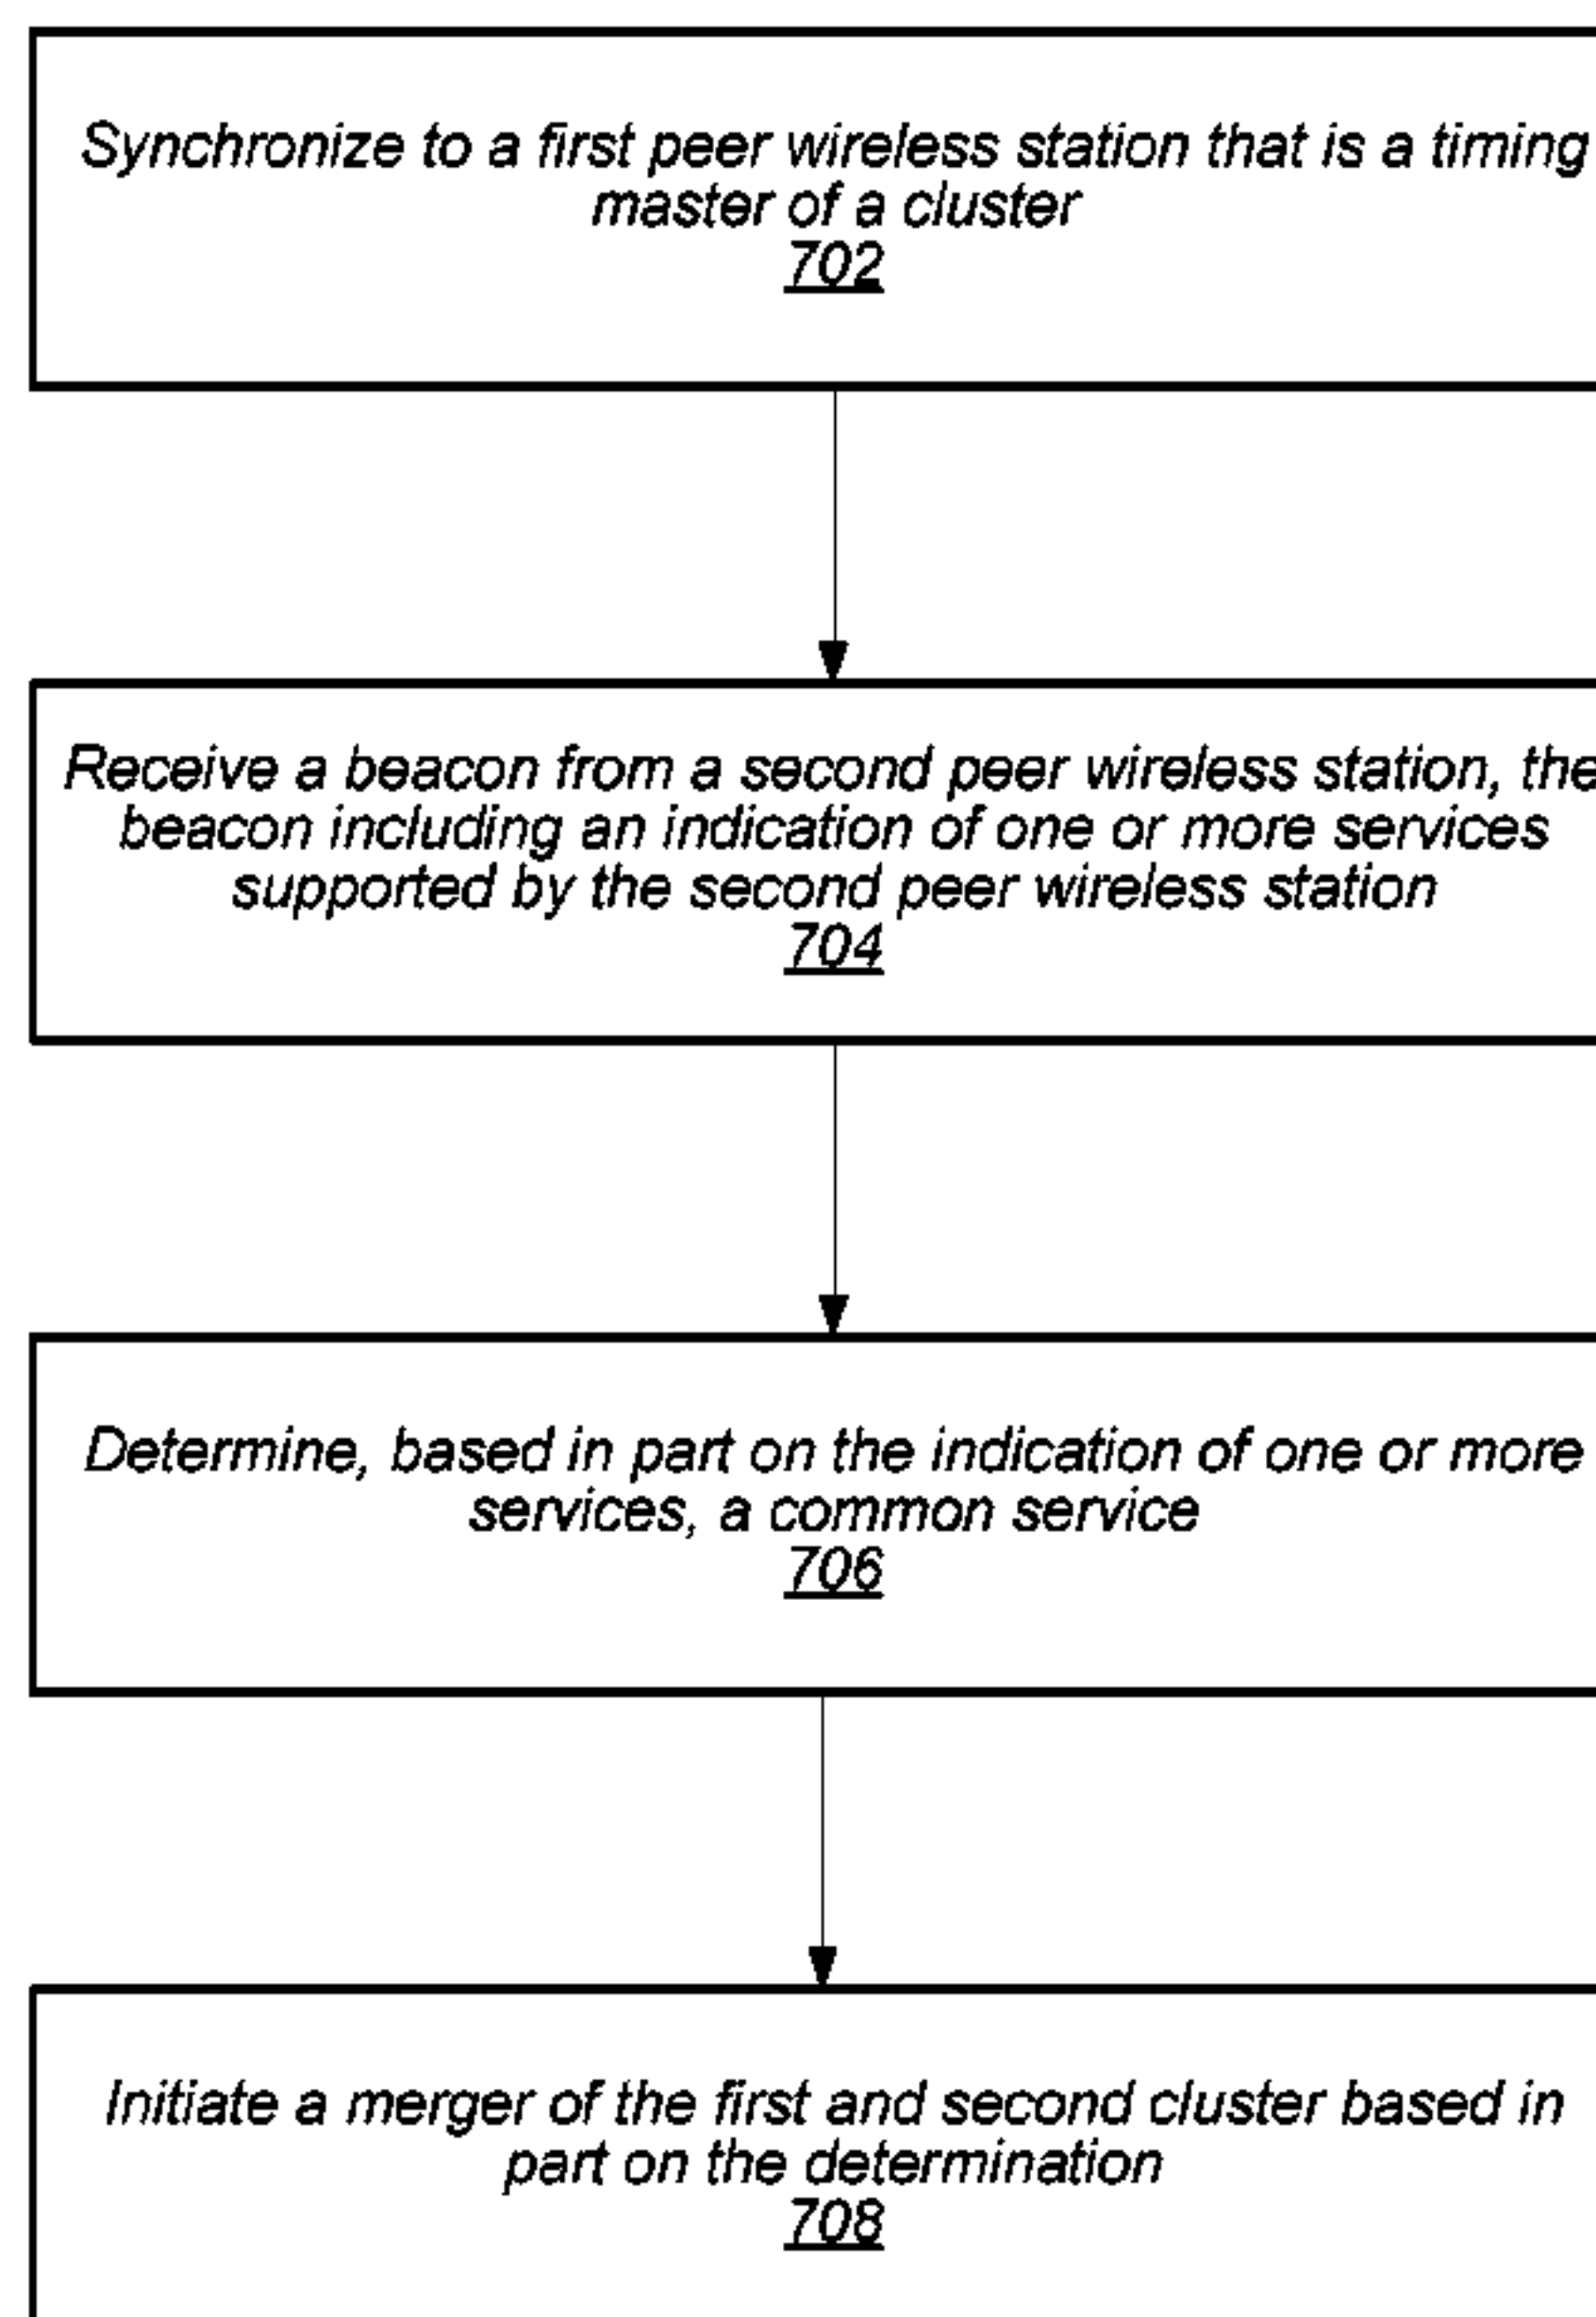 Synchronize to a first peer wireless station that is a timing
master of a cluster
702
Receive a beacon from a second peer wireless station, the
beacon including an indication of one or more services
supported by the second peer wireless station
704
Determine, based in part on the indication of one or more
services, a common service
706
Initiate a merger of the first and second cluster based in
part on the determination
708